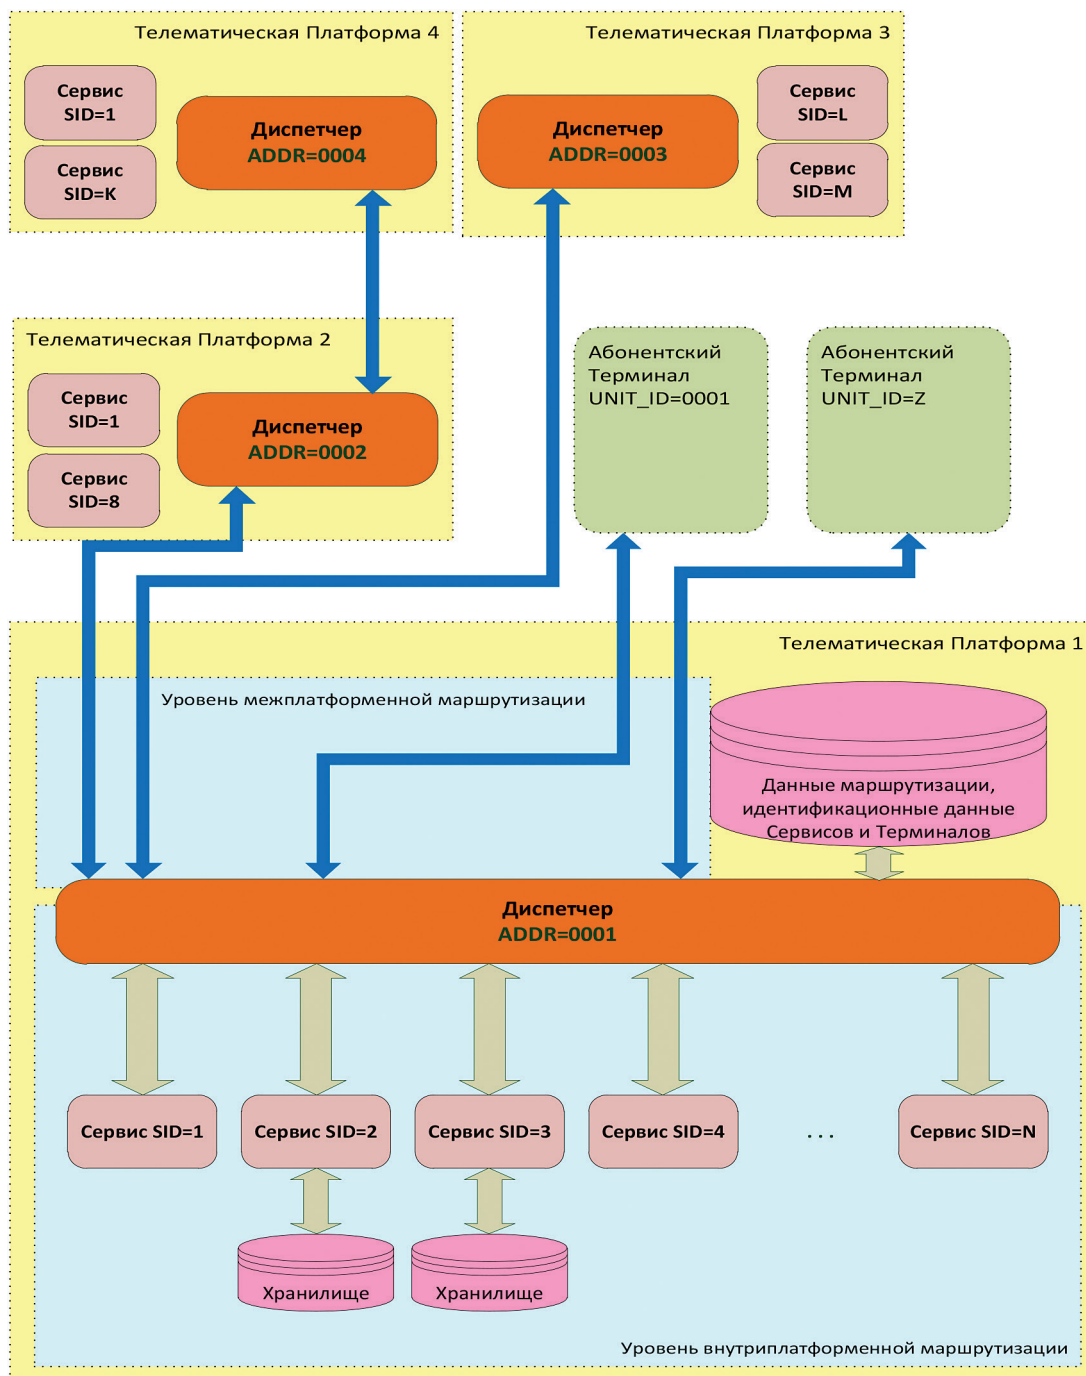 Телематическая Платформа 4
Сервис
SID=1
Сервис
SID=K
Диспетчер
ADDR=0004
Телематическая Платформа 3
Диспетчер
ADDR=0003
Сервис
SID=L
Сервис
SID=M
Телематическая Платформа 2
Сервис
SID=1
Сервис
SID=8
Диспетчер
ADDR=0002
Абонентский
Терминал
UNIT_ID=0001
Абонентский
Терминал
UNIT_ID=Z
Телематическая Платформа 1
Уровень межплатформенной маршрутизации
Данные маршрутизации,
идентификационные данные
Сервисов и Терминалов
Диспетчер
ADDR=0001
Сервис SID=1
Сервис SID=2
Сервис SID=3
Сервис SID=4
...
Сервис SID=N
Хранилище
Хранилище
Уровень внутриплатформенной маршрутизации